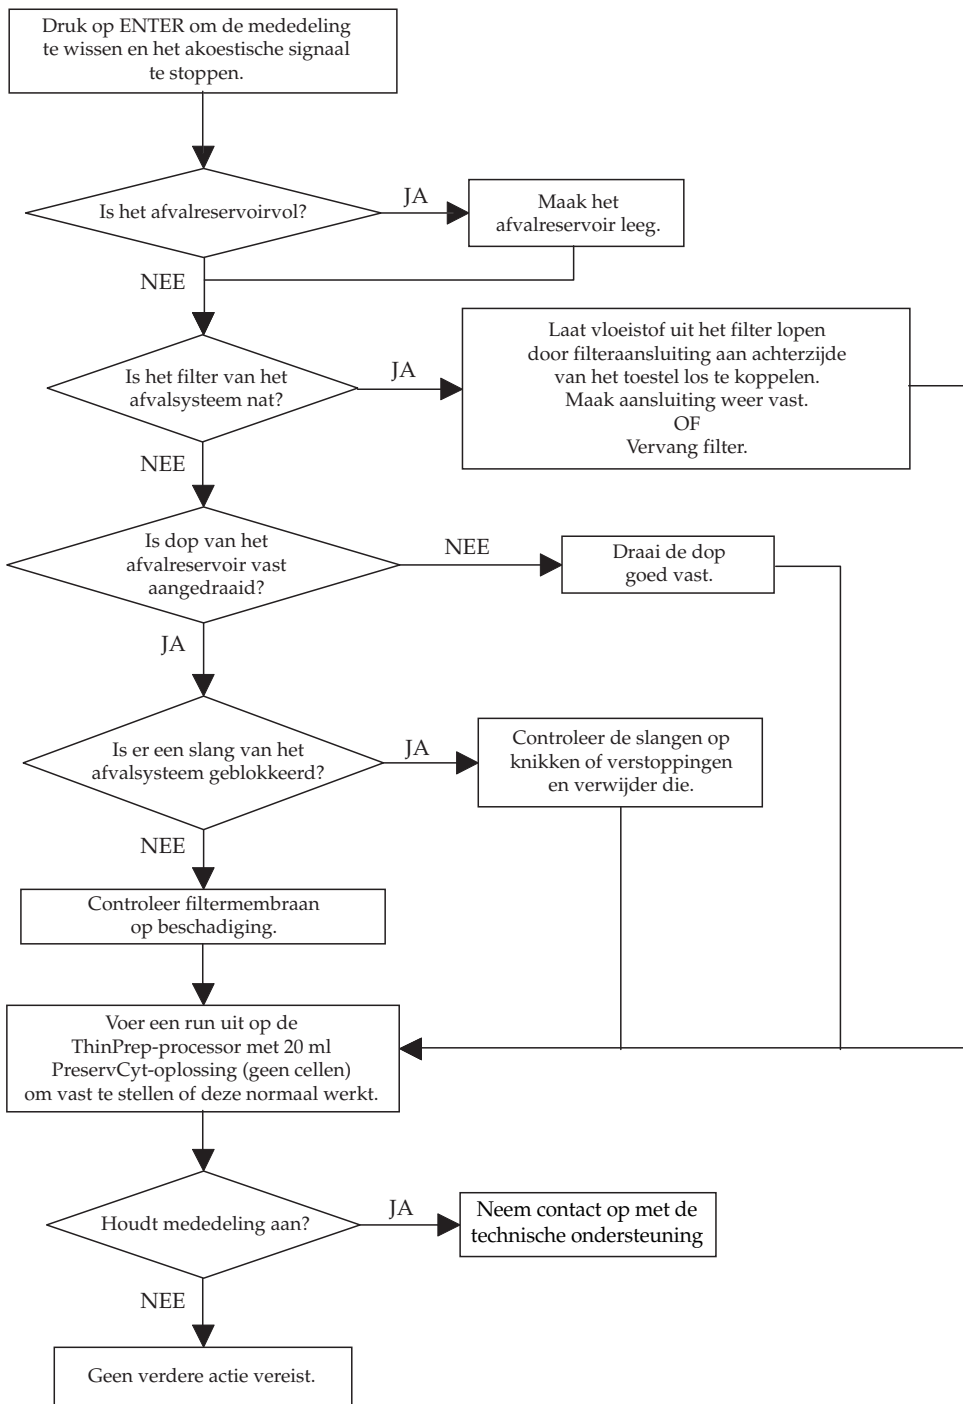 Druk op ENTER om de mededeling
te wissen en het akoestische signaal
te stoppen.
Is het afvalreservoirvol?
JA
Maak het
afvalreservoir leeg.
NEE
Is het filter van het
afvalsysteem nat?
JA
Laat vloeistof uit het filter lopen
door filteraansluiting aan achterzijde
van het toestel los te koppelen.
Maak aansluiting weer vast.
OF
Vervang filter.
NEE
Is dop van het
afvalreservoir vast
aangedraaid?
NEE
Draai de dop
goed vast.
JA
Is er een slang van het
afvalsysteem geblokkeerd?
JA
Controleer de slangen op
knikken of verstoppingen
en verwijder die.
NEE
Controleer filtermembraan
op beschadiging.
Voer een run uit op de
ThinPrep-processor met 20 ml
PreservCyt-oplossing (geen cellen)
om vast te stellen of deze normaal werkt.
Houdt mededeling aan?
JA
Neem contact op met de
technische ondersteuning
NEE
Geen verdere actie vereist.